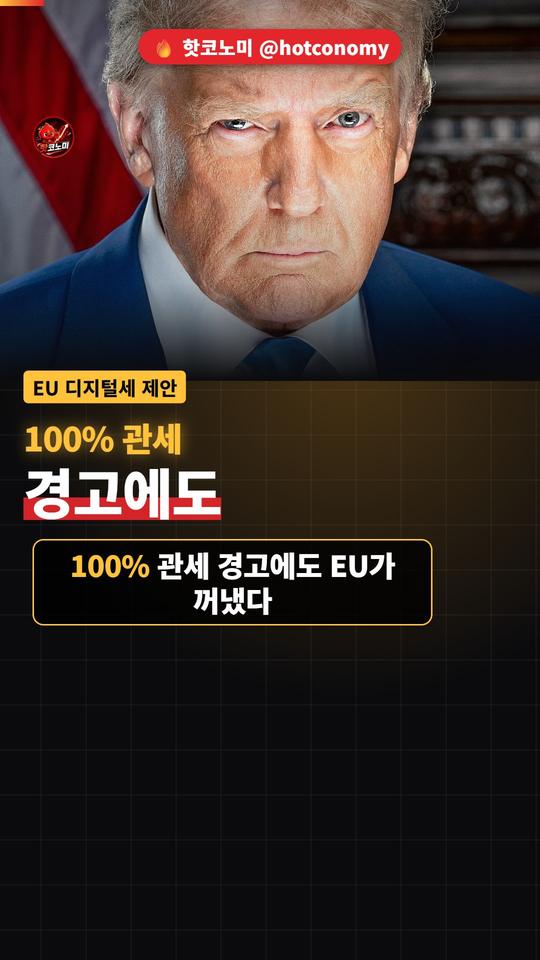 🔥 핫코노미 @hotconomy
핫코노미
EU 디지털세 제안
100% 관세
경고에도
100% 관세 경고에도 EU가
꺼냈다